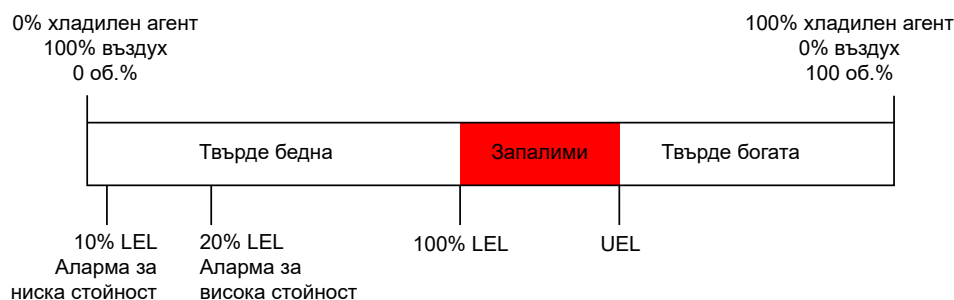 0% хладилен агент
100% въздух
0 об.%
100% хладилен агент
0% въздух
100 об.%
Твърде бедна
Запалими
Твърде богата
10% LEL
Аларма за
ниска стойност
20% LEL
Аларма за
висока стойност
100% LEL
UEL